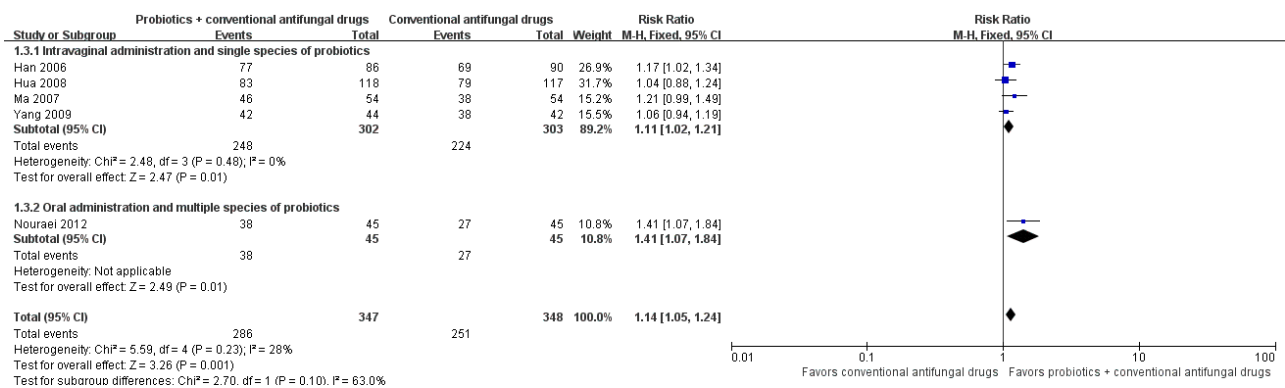 Probiotics + conventional antifungal drugs Conventional antifungal drugs Risk Ratio Risk Ratio
Study or Subgroup Events Total Events Total Weight M-H, Fixed, 95% CI M-H, Fixed, 95% CI
1.3.1 Intravaginal administration and single species of probiotics
Han 2006 77 86 69 90 26.9% 1.17 [1.02, 1.34]
Hua 2008 83 118 79 117 31.7% 1.04 [0.88, 1.24]
Ma 2007 46 54 38 54 15.2% 1.21 [0.99, 1.49]
Yang 2009 42 44 38 42 15.5% 1.06 [0.94, 1.19]
Subtotal (95% CI) 302 303 89.2% 1.11 [1.02, 1.21]
Total events 248 224
Heterogeneity: Chi² = 2.48, df = 3 (P = 0.48); I² = 0%
Test for overall effect: Z = 2.47 (P = 0.01)
1.3.2 Oral administration and multiple species of probiotics
Nouraei 2012 38 45 27 45 10.8% 1.41 [1.07, 1.84]
Subtotal (95% CI) 45 45 10.8% 1.41 [1.07, 1.84]
Total events 38 27
Heterogeneity: Not applicable
Test for overall effect: Z = 2.49 (P = 0.01)
Total (95% CI) 347 348 100.0% 1.14 [1.05, 1.24]
Total events 286 251
Heterogeneity: Chi² = 5.59, df = 4 (P = 0.23); I² = 28%
Test for overall effect: Z = 3.26 (P = 0.001)
Test for subgroup differences: Chi² = 2.70, df = 1 (P = 0.10), I² = 63.0%
0.01 0.1 1 10 100
Favors conventional antifungal drugs Favors probiotics + conventional antifungal drugs